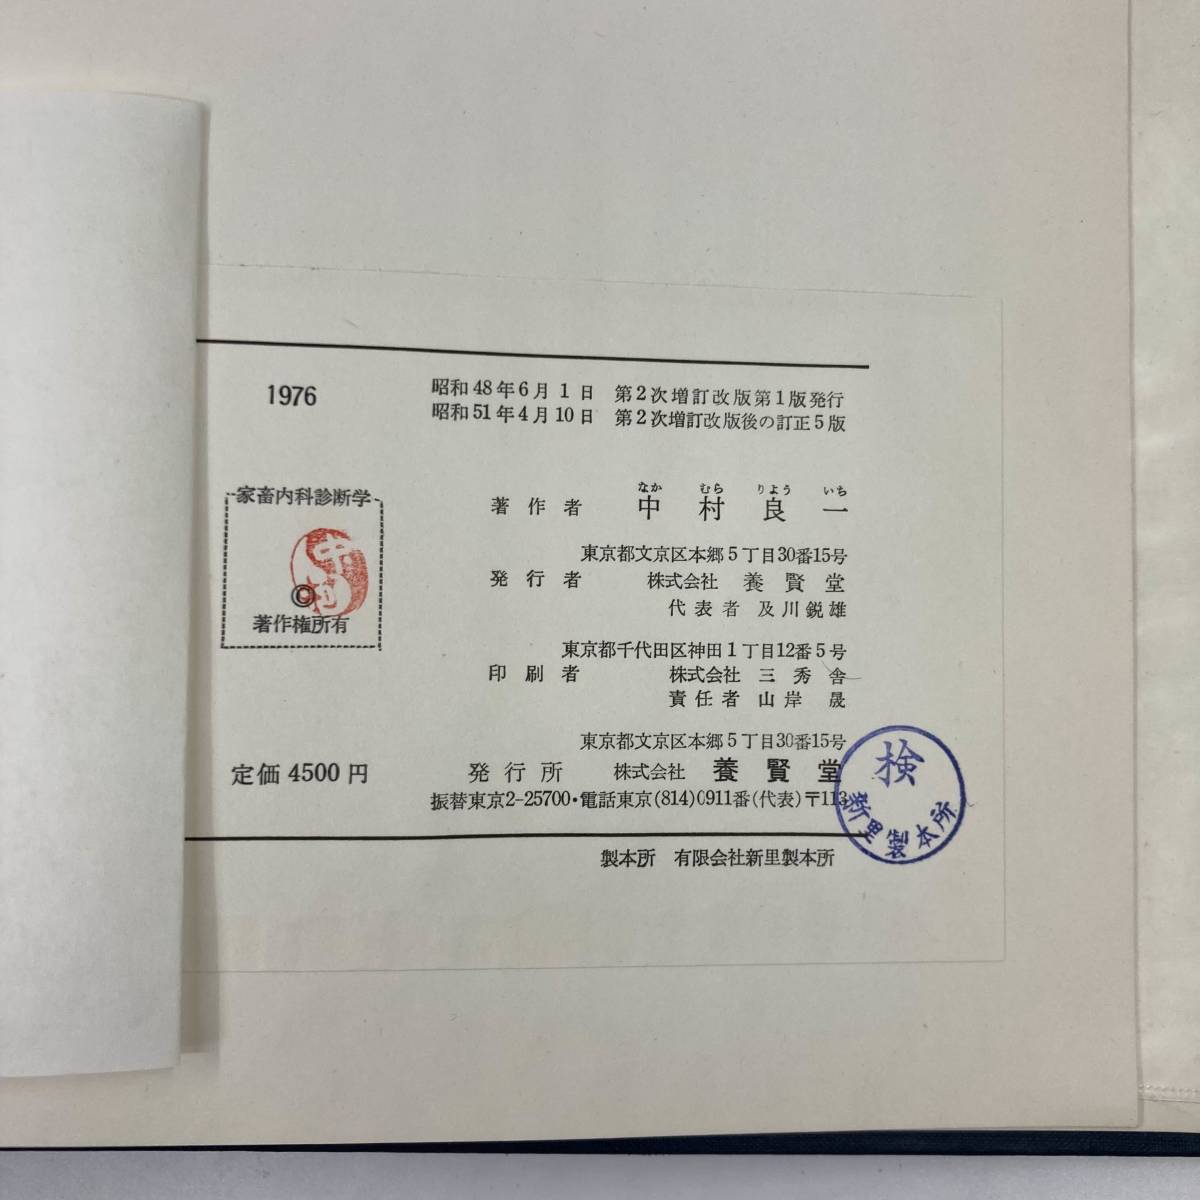 1976
昭和48年6月1日 第2次増訂改版第1版発行
昭和51年4月10日 第2次増訂改版後の訂正5版
家畜内科診断学
中村
©
著作権所有
定価 4500 円
なか むら りよう いち
著作者 中村良一
東京都文京区本郷5丁目30番15号
発行者 株式会社 養賢堂
代表者 及川鋭雄
東京都千代田区神田1丁目12番5号
印刷者 株式会社 三秀舎
責任者 山岸 晟
東京都文京区本郷5丁目30番15号
発行所 株式会社 養賢堂
振替東京2-25700・電話東京(814)0911番(代表)〒113
製本所 有限会社新里製本所
検
新里製本所